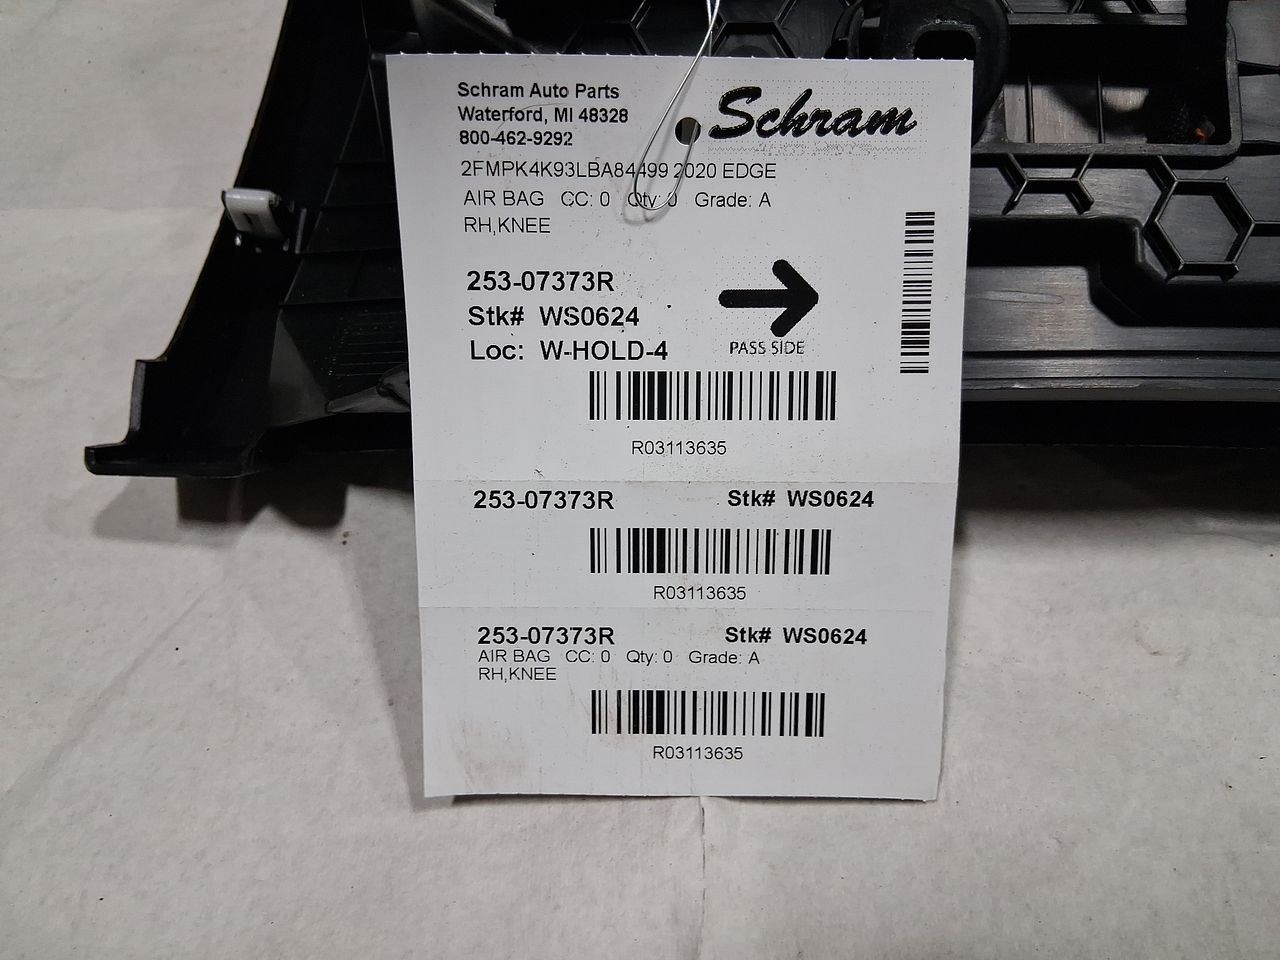 Schram Auto Parts
Waterford, MI 48328
800-462-9292
Schram
2FMPK4K93LBA84499 2020 EDGE
AIR BAG CC: 0 Qty: 0 Grade: A
RH,KNEE
253-07373R
Stk# WS0624
Loc: W-HOLD-4
PASS SIDE
R03113635
253-07373R Stk# WS0624
R03113635
253-07373R Stk# WS0624
AIR BAG CC: 0 Qty: 0 Grade: A
RH,KNEE
R03113635